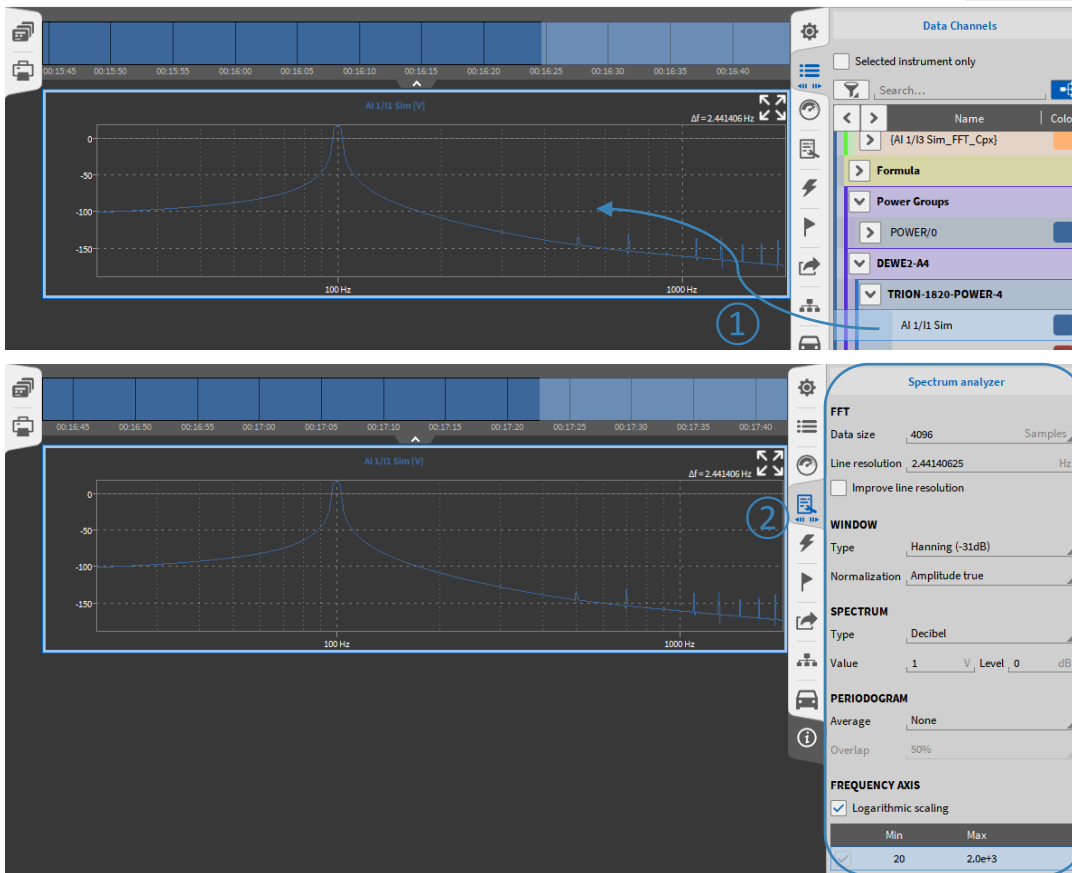 Data Channels
Selected instrument only
Search...
Name
{AI 1/I3 Sim_FFT_Cpx}
Formula
Power Groups
POWER/0
DEWE2-A4
TRION-1820-POWER-4
AI 1/I1 Sim
00:15:45 00:15:50 00:15:55 00:16:00 00:16:05 00:16:10 00:16:15 00:16:20 00:16:25 00:16:30 00:16:35 00:16:40
AI 1/I1 Sim [V]
Δf = 2.441406 Hz
0
-50
-100
-150
100 Hz 1000 Hz
1
00:16:45 00:16:50 00:16:55 00:17:00 00:17:05 00:17:10 00:17:15 00:17:20 00:17:25 00:17:30 00:17:35 00:17:40
AI 1/I1 Sim [V]
Δf = 2.441406 Hz
0
-50
-100
-150
100 Hz 1000 Hz
2
Spectrum analyzer
FFT
Data size 4096 Samples
Line resolution 2.44140625 Hz
Improve line resolution
WINDOW
Type Hanning (-31dB)
Normalization Amplitude true
SPECTRUM
Type Decibel
Value 1 V Level 0 dB
PERIODOGRAM
Average None
Overlap 50%
FREQUENCY AXIS
Logarithmic scaling
Min Max
20 2.0e+3